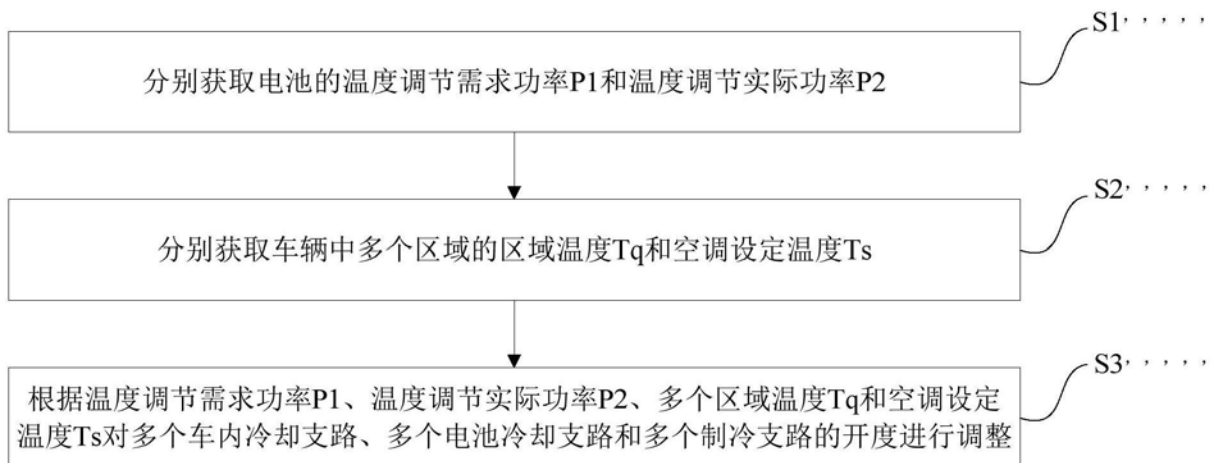 S1’’’’’
分别获取电池的温度调节需求功率P1和温度调节实际功率P2
S2’’’’’
分别获取车辆中多个区域的区域温度Tq和空调设定温度Ts
S3’’’’’
根据温度调节需求功率P1、温度调节实际功率P2、多个区域温度Tq和空调设定
温度Ts对多个车内冷却支路、多个电池冷却支路和多个制冷支路的开度进行调整